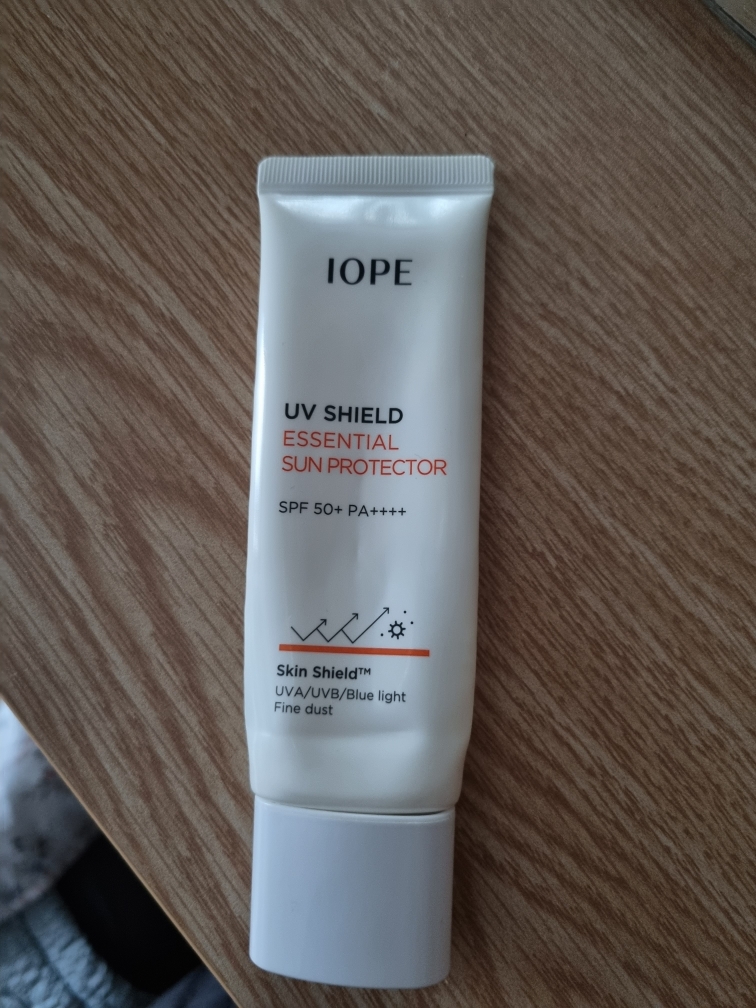 IOPE
UV SHIELD
ESSENTIAL
SUN PROTECTOR
SPF 50+ PA++++
Skin Shield™
UVA/UVB/Blue light
Fine dust